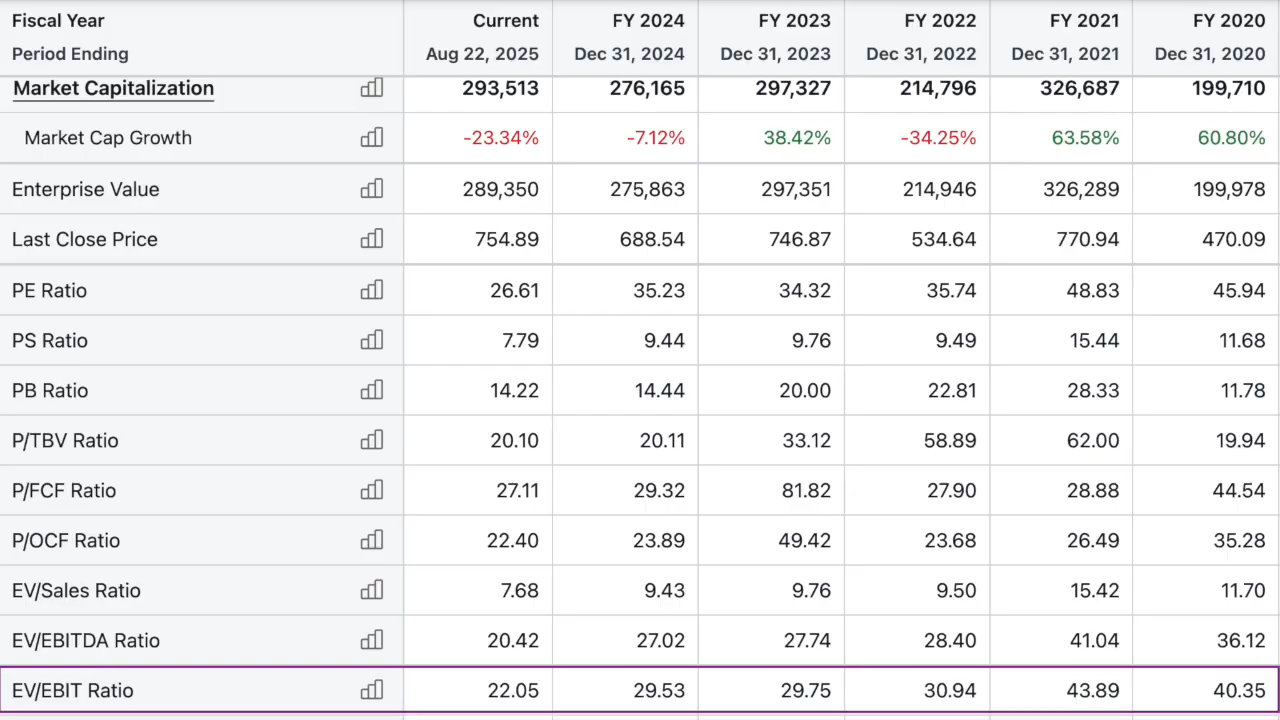 Fiscal Year Current FY 2024 FY 2023 FY 2022 FY 2021 FY 2020
Period Ending Aug 22, 2025 Dec 31, 2024 Dec 31, 2023 Dec 31, 2022 Dec 31, 2021 Dec 31, 2020
Market Capitalization 293,513 276,165 297,327 214,796 326,687 199,710
Market Cap Growth -23.34% -7.12% 38.42% -34.25% 63.58% 60.80%
Enterprise Value 289,350 275,863 297,351 214,946 326,289 199,978
Last Close Price 754.89 688.54 746.87 534.64 770.94 470.09
PE Ratio 26.61 35.23 34.32 35.74 48.83 45.94
PS Ratio 7.79 9.44 9.76 9.49 15.44 11.68
PB Ratio 14.22 14.44 20.00 22.81 28.33 11.78
P/TBV Ratio 20.10 20.11 33.12 58.89 62.00 19.94
P/FCF Ratio 27.11 29.32 81.82 27.90 28.88 44.54
P/OCF Ratio 22.40 23.89 49.42 23.68 26.49 35.28
EV/Sales Ratio 7.68 9.43 9.76 9.50 15.42 11.70
EV/EBITDA Ratio 20.42 27.02 27.74 28.40 41.04 36.12
EV/EBIT Ratio 22.05 29.53 29.75 30.94 43.89 40.35